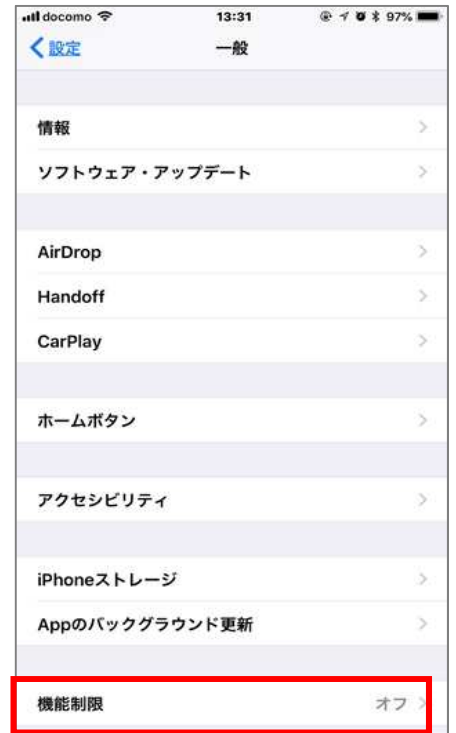 docomo 13:31 97%
設定 一般
情報
ソフトウェア・アップデート
AirDrop
Handoff
CarPlay
ホームボタン
アクセシビリティ
iPhoneストレージ
Appのバックグラウンド更新
機能制限 オフ